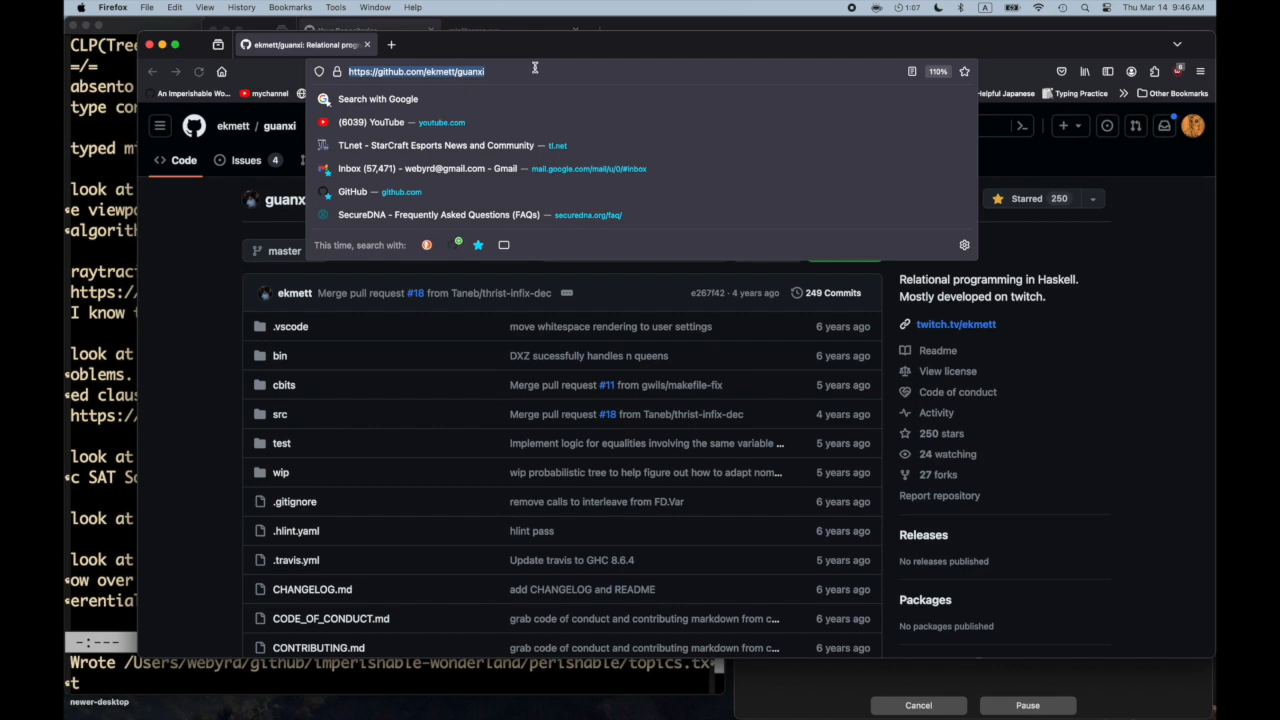 Firefox File Edit View History Bookmarks Tools Window Help
1:07 A Thu Mar 14 9:46 AM
CLP(Tree
=/=
absento
type con
typed m
look at
e viewpo
algorith
raytrac
https:/
I know t
look at
oblems.
ed claus
https:/
look at
c SAT So
look at
look at
ow over
erential
-:---
ekmett/guanxi: Relational prog
https://github.com/ekmett/guanxi
110%
6
An Imperishable Wo...
mychannel
Helpful Japanese
Typing Practice
Other Bookmarks
Search with Google
(6039) YouTube — youtube.com
TLnet - StarCraft Esports News and Community — tl.net
Inbox (57,471) - webyrd@gmail.com - Gmail — mail.google.com/mail/u/0/#inbox
GitHub — github.com
SecureDNA - Frequently Asked Questions (FAQs) — securedna.org/faq/
This time, search with:
ekmett / guanxi
Code
Issues 4
guanx
Starred 250
master
ekmett Merge pull request #18 from Taneb/thrist-infix-dec e267f42 · 4 years ago 249 Commits
.vscode move whitespace rendering to user settings 6 years ago
bin DXZ sucessfully handles n queens 6 years ago
cbits Merge pull request #11 from gwils/makefile-fix 5 years ago
src Merge pull request #18 from Taneb/thrist-infix-dec 4 years ago
test Implement logic for equalities involving the same variable ... 5 years ago
wip wip probabilistic tree to help figure out how to adapt nom... 5 years ago
.gitignore remove calls to interleave from FD.Var 6 years ago
.hlint.yaml hlint pass 6 years ago
.travis.yml Update travis to GHC 8.6.4 5 years ago
CHANGELOG.md add CHANGELOG and README 6 years ago
CODE_OF_CONDUCT.md grab code of conduct and contributing markdown from c... 6 years ago
CONTRIBUTING.md grab code of conduct and contributing markdown from c... 6 years ago
Relational programming in Haskell.
Mostly developed on twitch.
twitch.tv/ekmett
Readme
View license
Code of conduct
Activity
250 stars
24 watching
27 forks
Report repository
Releases
No releases published
Packages
No packages published
Wrote /Users/webyrd/github/imperishable-wonderland/perishable/topics.tx
t
newer-desktop
Cancel
Pause